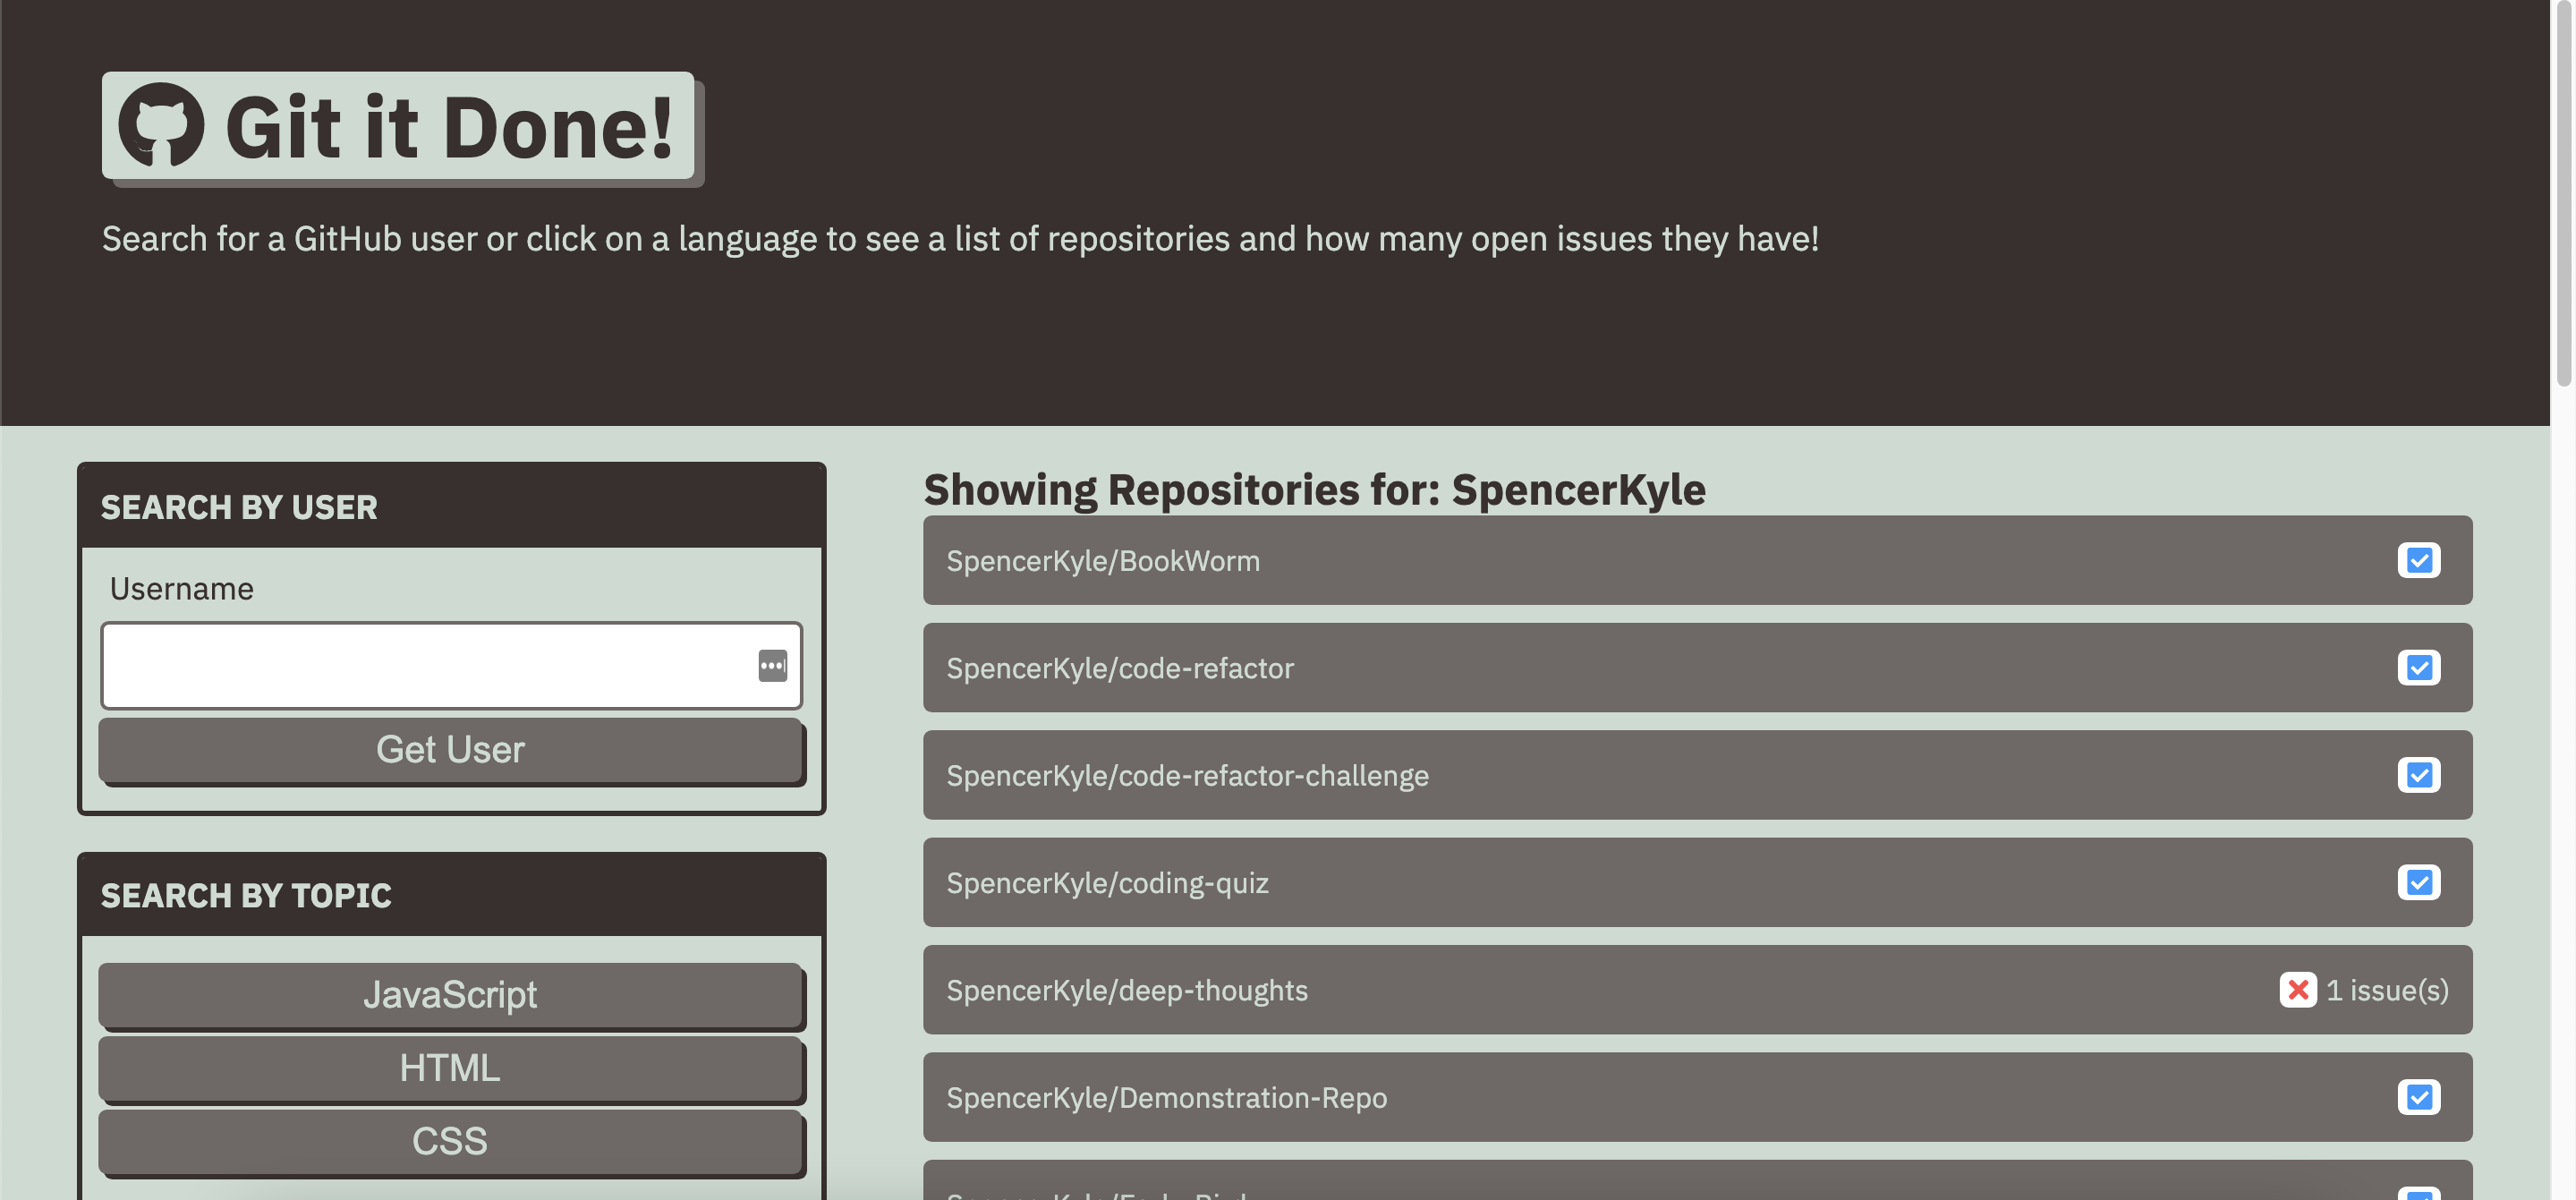 Git it Done!
Search for a GitHub user or click on a language to see a list of repositories and how many open issues they have!
SEARCH BY USER
Username
Get User
SEARCH BY TOPIC
JavaScript
HTML
CSS
Showing Repositories for: SpencerKyle
SpencerKyle/BookWorm
SpencerKyle/code-refactor
SpencerKyle/code-refactor-challenge
SpencerKyle/coding-quiz
SpencerKyle/deep-thoughts 1 issue(s)
SpencerKyle/Demonstration-Repo